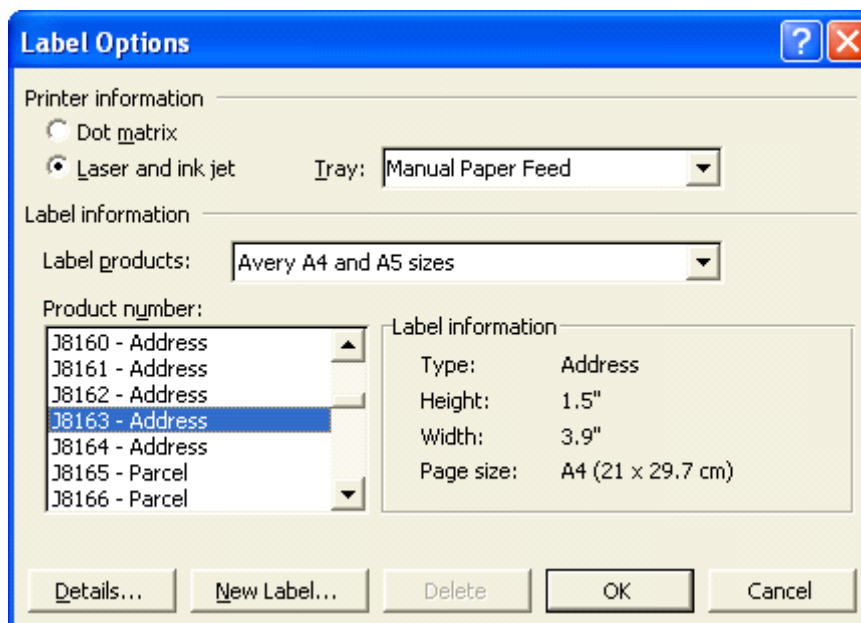 Label Options
Printer information
Dot matrix
Laser and ink jet Tray: Manual Paper Feed
Label information
Label products: Avery A4 and A5 sizes
Product number:
J8160 - Address
J8161 - Address
J8162 - Address
J8163 - Address
J8164 - Address
J8165 - Parcel
J8166 - Parcel
Label information
Type: Address
Height: 1.5"
Width: 3.9"
Page size: A4 (21 x 29.7 cm)
Details... New Label... Delete OK Cancel